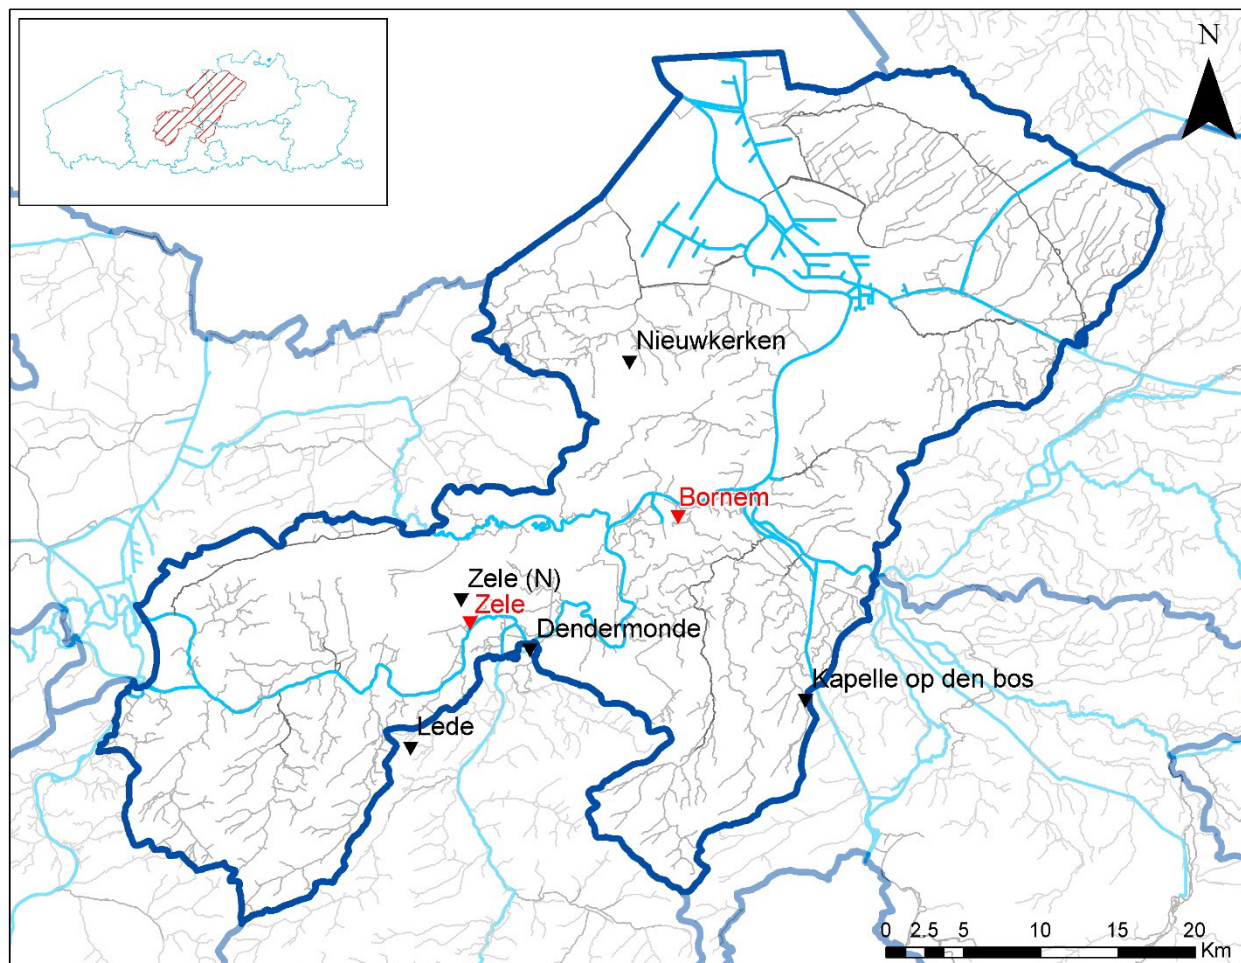 N
Nieuwkerken
Bornem
Zele (N)
Zele
Dendermonde
Kapelle op den bos
Lede
0 2.5 5 10 15 20
Km